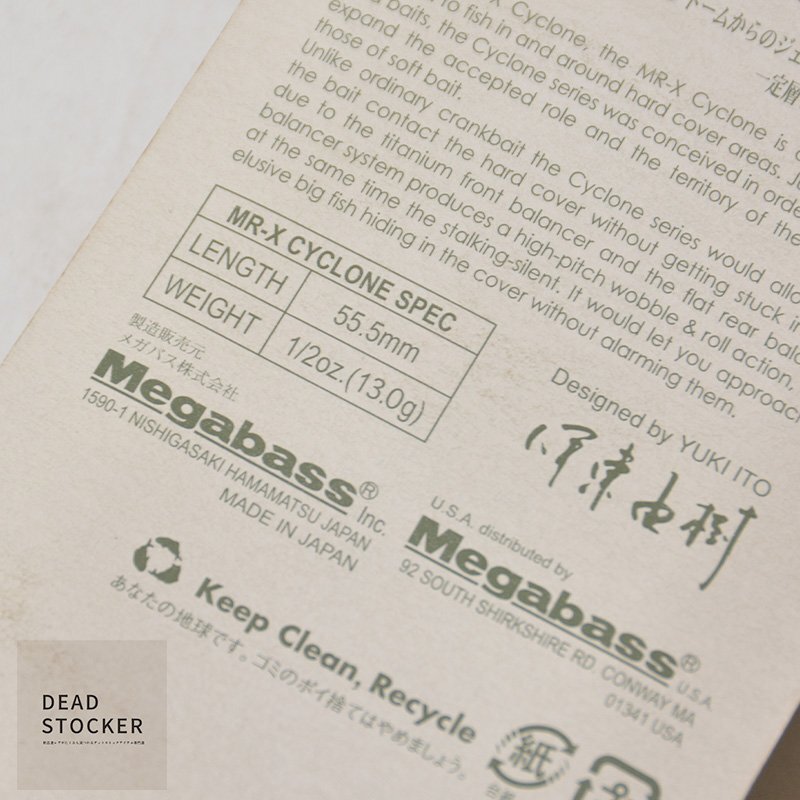 X Cyclone, the MR-X Cyclone is
to fish in and around hard cover areas.
baits, the Cyclone series was conceived in
expand the accepted role and the territory of the
those of soft bait.
Unlike ordinary crankbait the Cyclone series would
the bait contact the hard cover without getting stuck
due to the titanium front balancer and the flat rear
balancer system produces a high-pitch wobble & roll action,
at the same time the stalking-silent. It would let you approach
elusive big fish hiding in the cover without alarming them.
ドームからのジェ
一定層
MR-X CYCLONE SPEC
LENGTH 55.5mm
WEIGHT 1/2oz.(13.0g)
Designed by YUKI ITO
伊東由樹
製造販売元
メガバス株式会社
Megabass® Inc.
1590-1 NISHIGASAKI HAMAMATSU JAPAN
MADE IN JAPAN
U.S.A. distributed by
Megabass® U.S.A.
92 SOUTH SHIRKSHIRE RD. CONWAY MA
01341 USA
Keep Clean, Recycle
あなたの地球です。ゴミのポイ捨てはやめましょう。
紙
DEAD
STOCKER